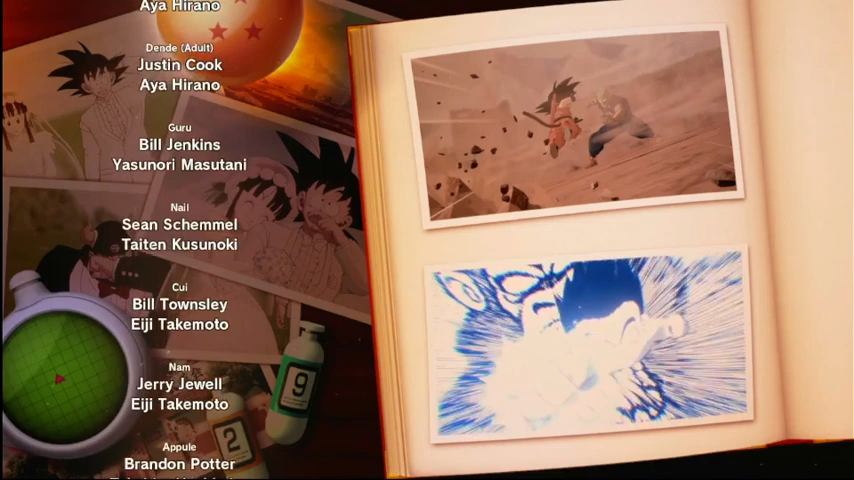 Aya Hirano
Dende (Adult)
Justin Cook
Aya Hirano
Guru
Bill Jenkins
Yasunori Masutani
Nail
Sean Schemmel
Taiten Kusunoki
Cui
Bill Townsley
Eiji Takemoto
Nam
Jerry Jewell
Eiji Takemoto
Appule
Brandon Potter
9
2